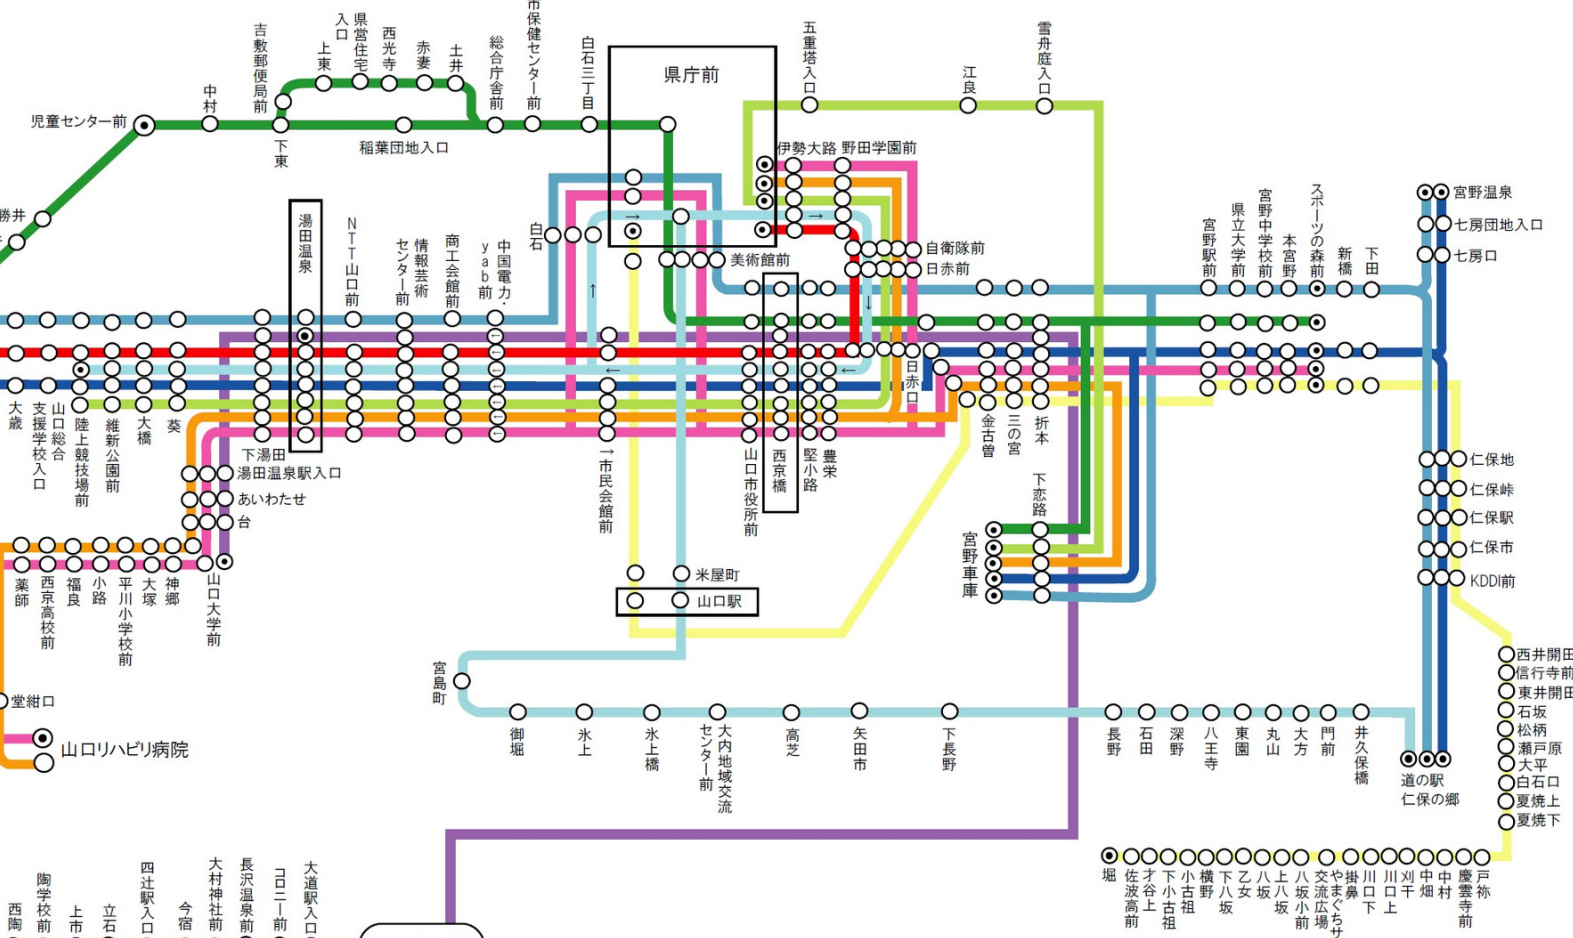 市保健センター前
県営住宅入口
吉敷郵便局前
上東
西光寺
赤妻
土井
総合庁舎前
白石三丁目
県庁前
五重塔入口
江良
雪舟庭入口
中村
児童センター前
下東
稲葉団地入口
伊勢大路
野田学園前
勝井
湯田温泉
NTT山口前
情報芸術センター前
商工会館前
中国電力・yab前
白石
→
→
美術館前
自衛隊前
日赤前
宮野駅前
県立大学前
宮野中学校前
本宮野
スポーツの森前
新橋
下田
宮野温泉
七房団地入口
七房口
↑
↓
←
←
←
←
←
←
←
←
←
大歳
支援学校入口
山口総合
陸上競技場前
維新公園前
大橋
葵
下湯田
湯田温泉駅入口
あいわたせ
台
→市民会館前
山口市役所前
西京橋
堅小路
豊栄
日赤口
金古曽
三の宮
折本
下恋路
宮野車庫
仁保地
仁保峠
仁保駅
仁保市
KDDI前
薬師
西京高校前
福良
小路
平川小学校前
大塚
神郷
山口大学前
米屋町
山口駅
宮島町
堂紺口
山口リハビリ病院
御堀
氷上
氷上橋
大内地域交流センター前
高芝
矢田市
下長野
長野
石田
深野
八王寺
東園
丸山
大方
門前
井久保橋
道の駅
仁保の郷
西井開田
信行寺前
東井開田
石坂
松柄
瀬戸原
大平
白石口
夏焼上
夏焼下
堀
佐波高前
才谷上
下小古祖
小古祖
横野
下八坂
乙女
八坂
上八坂
八坂小前
やまぐちサ
交流広場
掛鼻
川口下
川口上
刈干
中畑
中村
慶雲寺前
戸祢
西陶
陶学校前
上市
立石
四辻駅入口
今宿
大村神社前
長沢温泉前
コロニー前
大道駅入口